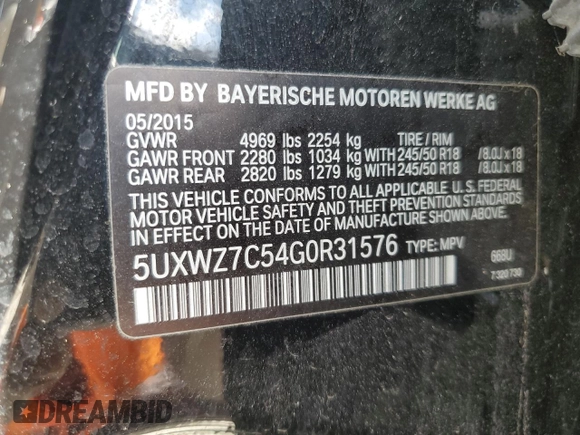 MFD BY BAYERISCHE MOTOREN WERKE AG
05/2015
GVWR 4969 lbs 2254 kg TIRE / RIM
GAWR FRONT 2280 lbs 1034 kg WITH 245/50 R18 / 8.0J x 18
GAWR REAR 2820 lbs 1279 kg WITH 245/50 R18 / 8.0J x 18
THIS VEHICLE CONFORMS TO ALL APPLICABLE U.S. FEDERAL
MOTOR VEHICLE SAFETY AND THEFT PREVENTION STANDARDS
IN EFFECT ON THE DATE OF MANUFACTURE SHOWN ABOVE.
5UXWZ7C54G0R31576 TYPE: MPV 668U
7 320 730
DREAMBID